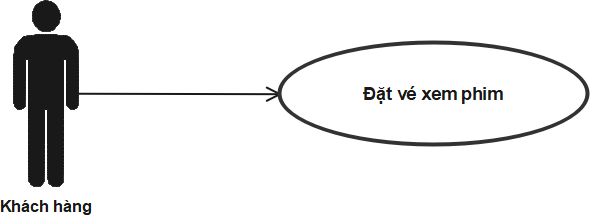 Đặt vé xem phim
Khách hàng